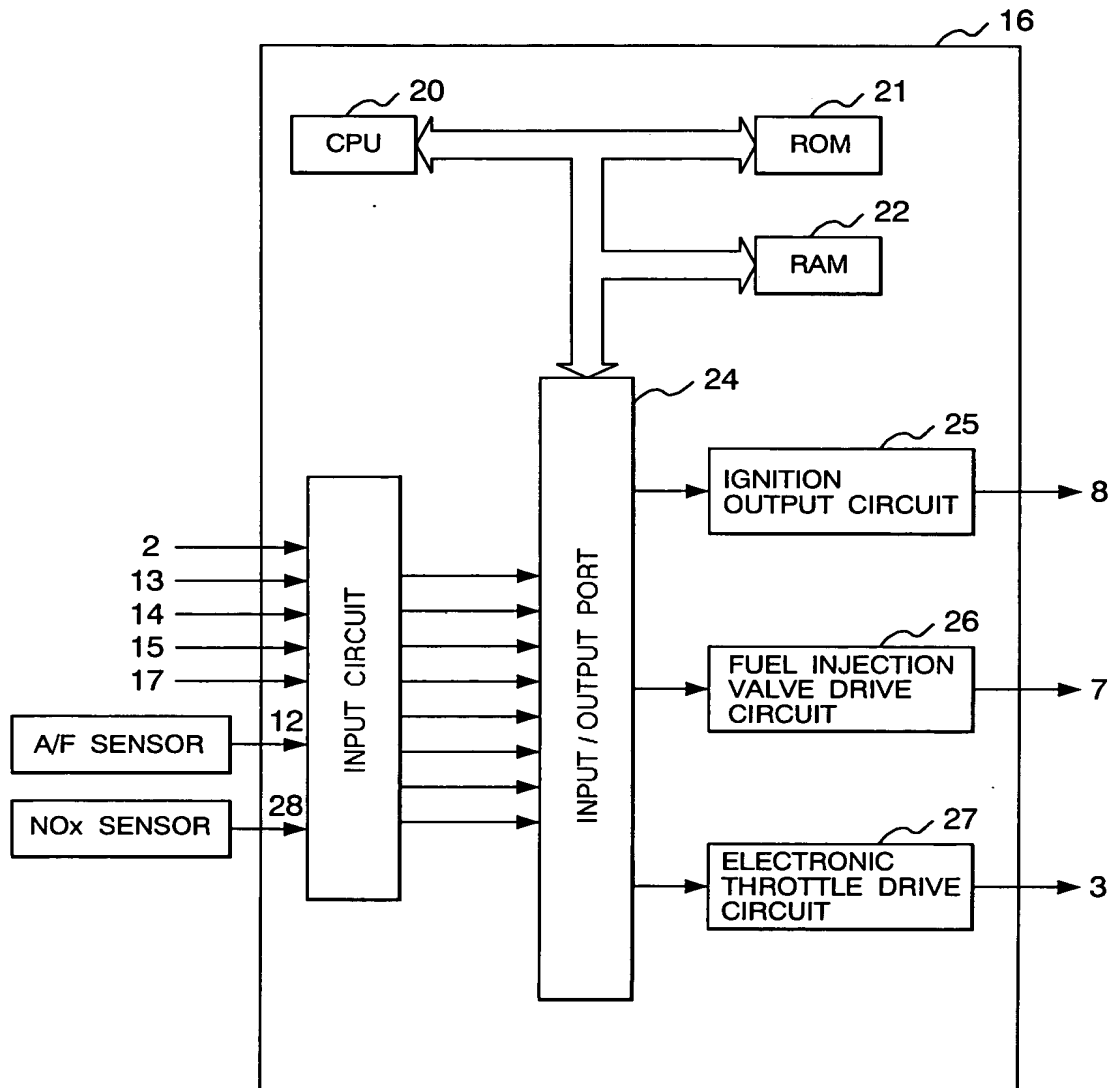 16
20
CPU
21
ROM
22
RAM
24
INPUT / OUTPUT PORT
25
IGNITION
OUTPUT CIRCUIT
8
2
13
14
15
17
INPUT CIRCUIT
A/F SENSOR
12
NOx SENSOR
28
26
FUEL INJECTION
VALVE DRIVE
CIRCUIT
7
27
ELECTRONIC
THROTTLE DRIVE
CIRCUIT
3